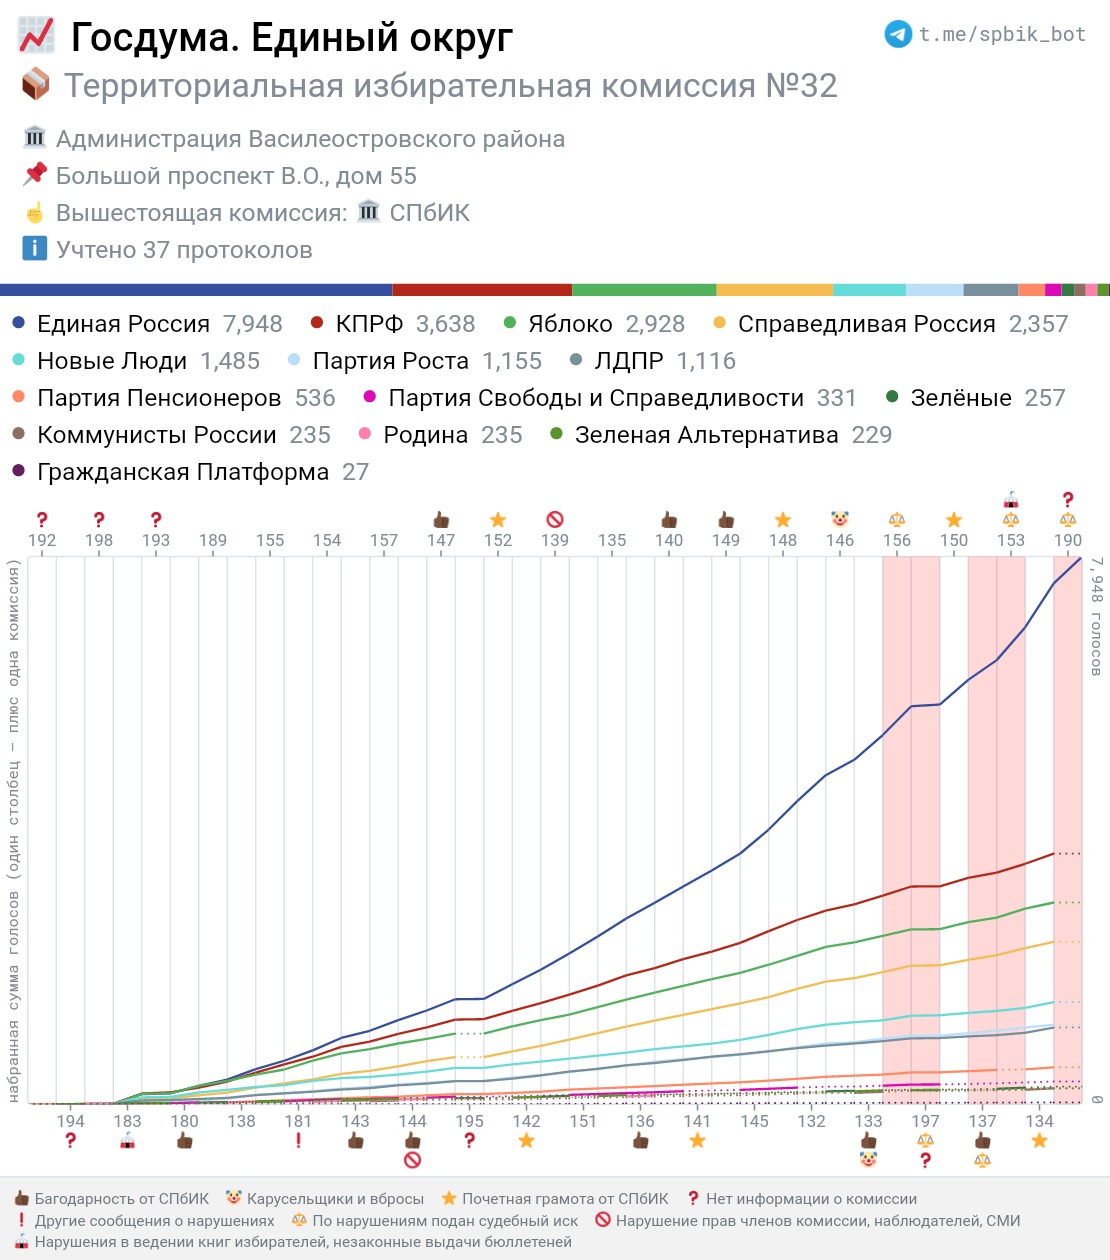 Госдума. Единый округ
t.me/spbik_bot
Территориальная избирательная комиссия №32
Администрация Василеостровского района
Большой проспект В.О., дом 55
Вышестоящая комиссия: СПбИК
Учтено 37 протоколов
Единая Россия 7,948 КПРФ 3,638 Яблоко 2,928 Справедливая Россия 2,357
Новые Люди 1,485 Партия Роста 1,155 ЛДПР 1,116
Партия Пенсионеров 536 Партия Свободы и Справедливости 331 Зелёные 257
Коммунисты России 235 Родина 235 Зеленая Альтернатива 229
Гражданская Платформа 27
192 198 193 189 155 154 157 147 152 139 135 140 149 148 146 156 150 153 190
набранная сумма голосов (один столбец – плюс одна комиссия)
7,948 голосов
0
194 183 180 138 181 143 144 195 142 151 136 141 145 132 133 197 137 134
Багодарность от СПбИК Карусельщики и вбросы Почетная грамота от СПбИК Нет информации о комиссии
Другие сообщения о нарушениях По нарушениям подан судебный иск Нарушение прав членов комиссии, наблюдателей, СМИ
Нарушения в ведении книг избирателей, незаконные выдачи бюллетеней